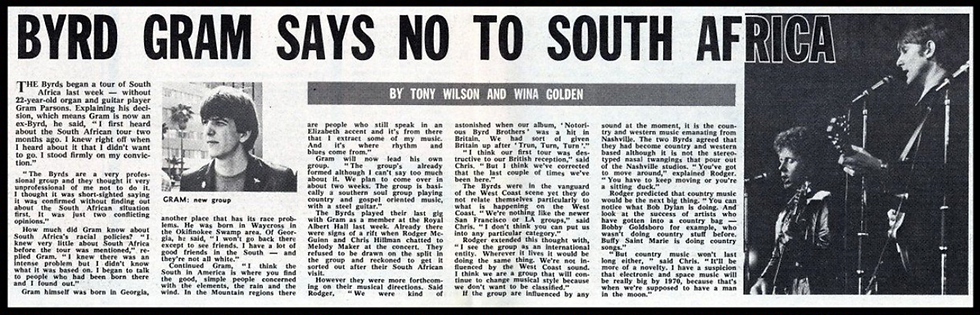 BYRD GRAM SAYS NO TO SOUTH AFRICA
BY TONY WILSON AND WINA GOLDEN
THE Byrds began a tour of South
Africa last week — without
22-year-old organ and guitar player
Gram Parsons. Explaining his deci-
sion, which means Gram is now an
ex-Byrd, he said, "I first heard
about the South African tour two
months ago. I knew right off when
I heard about it that I didn't want
to go. I stood firmly on my convic-
tion."
"The Byrds are a very profes-
sional group and they thought it very
unprofessional of me not to do it.
I thought it was short-sighted saying
it was confirmed without finding out
about the South African situation
first. It was just two conflicting
opinions."
How much did Gram know about
South Africa's racial policies? "I
knew very little about South Africa
before the tour was mentioned," re-
plied Gram, "I knew there was an
intense problem but I didn't know
what it was based on. I began to talk
to people who had been born there
and I found out."
Gram himself was born in Georgia,
GRAM: new group
another place that has its race prob-
lems. He was born in Waycross in
the Okifinokee Swamp area. Of Geor-
gia, he said, "I won't go back there
except to see friends. I have a few
good friends in the South — and
they're not all white."
Continued Gram, "I think the
South in America is where you find
the good, simple people concerned
with the elements, the rain and the
wind. In the Mountain regions there
are people who still speak in an
Elizabeth accent and it's from there
that I extract some of my music.
And it's where rhythm and
blues come from."
Gram will now lead his own
group. "The group's already
formed although I can't say too much
about it. We plan to come over in
about two weeks. The group is basi-
cally a southern soul group playing
country and gospel oriented music,
with a steel guitar."
The Byrds played their last gig
with Gram as a member at the Royal
Albert Hall last week. Already there
were signs of a rift when Rodger Mc-
Guinn and Chris Hillman chatted to
Melody Maker at the concert. They
refused to be drawn on the split in
the group and reckoned to get it
sorted out after their South African
visit.
However they were more forthcom-
ing on their musical directions. Said
Rodger, "We were kind of
astonished when our album, 'Notori-
ous Byrd Brothers' was a hit in
Britain. We had sort of given
Britain up after 'Trun, Turn, Turn'."
"I think our first tour was des-
tructive to our British reception," said
Chris, "But I think we've corrected
that the last couple of times we've
been here."
The Byrds were in the vanguard
of the West Coast scene yet they do
not relate themselves particularly to
what is happening on the West
Coast. "We're nothing like the newer
San Francisco or LA groups," said
Chris. "I don't think you can put us
into any particular category."
Rodger extended this thought with,
"I see the group as an international
entity. Wherever it lives it would be
doing the same thing. We're not in-
fluenced by the West Coast sound.
I think we are a group that will con-
tinue to change musical style because
we don't want to be classified."
If the group are influenced by any
sound at the moment, it is the coun-
try and western music emanating from
Nashville. The two Byrds agreed that
they had become country and western
based although it is not the stereo-
typed nasal twangings that pour out
of the Nashville studios. "You've got
to move around," explained Rodger.
"You have to keep moving or you're
a sitting duck."
Rodger predicted that country music
would be the next big thing. "You can
notice what Bob Dylan is doing. And
look at the success of artists who
have gotten into a country bag —
Bobby Goldsboro for example, who
wasn't doing country stuff before.
Buffy Saint Marie is doing country
songs."
"But country music won't last
long either," said Chris. "It'll be
more of a novelty. I have a suspicion
that electronic and space music will
be really big by 1970, because that's
when we're supposed to have a man
in the moon."